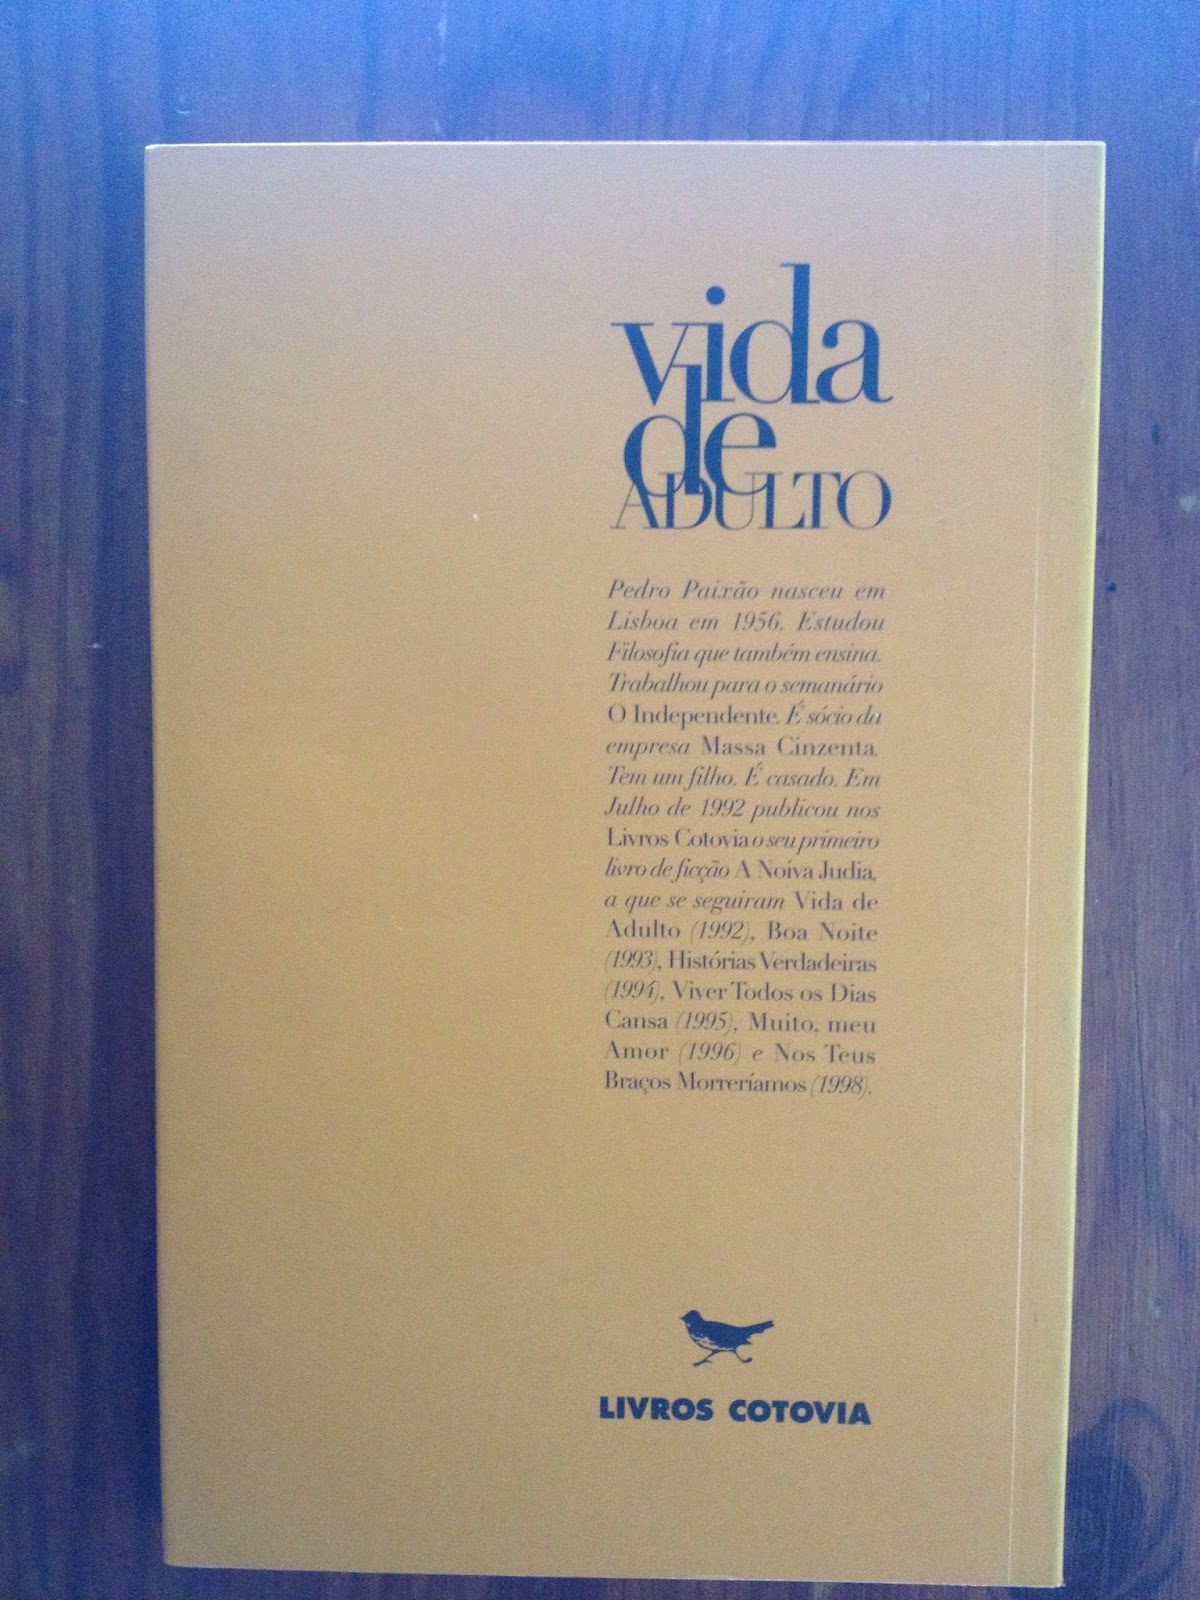 vida
de
ADULTO
Pedro Paixão nasceu em
Lisboa em 1956. Estudou
Filosofia que também ensina.
Trabalhou para o semanário
O Independente. É sócio da
empresa Massa Cinzenta.
Tem um filho. É casado. Em
Julho de 1992 publicou nos
Livros Cotovia o seu primeiro
livro de ficção A Noiva Judia,
a que se seguiram Vida de
Adulto (1992), Boa Noite
(1993), Histórias Verdadeiras
(1994), Viver Todos os Dias
Cansa (1995), Muito, meu
Amor (1996) e Nos Teus
Braços Morreríamos (1998).
LIVROS COTOVIA